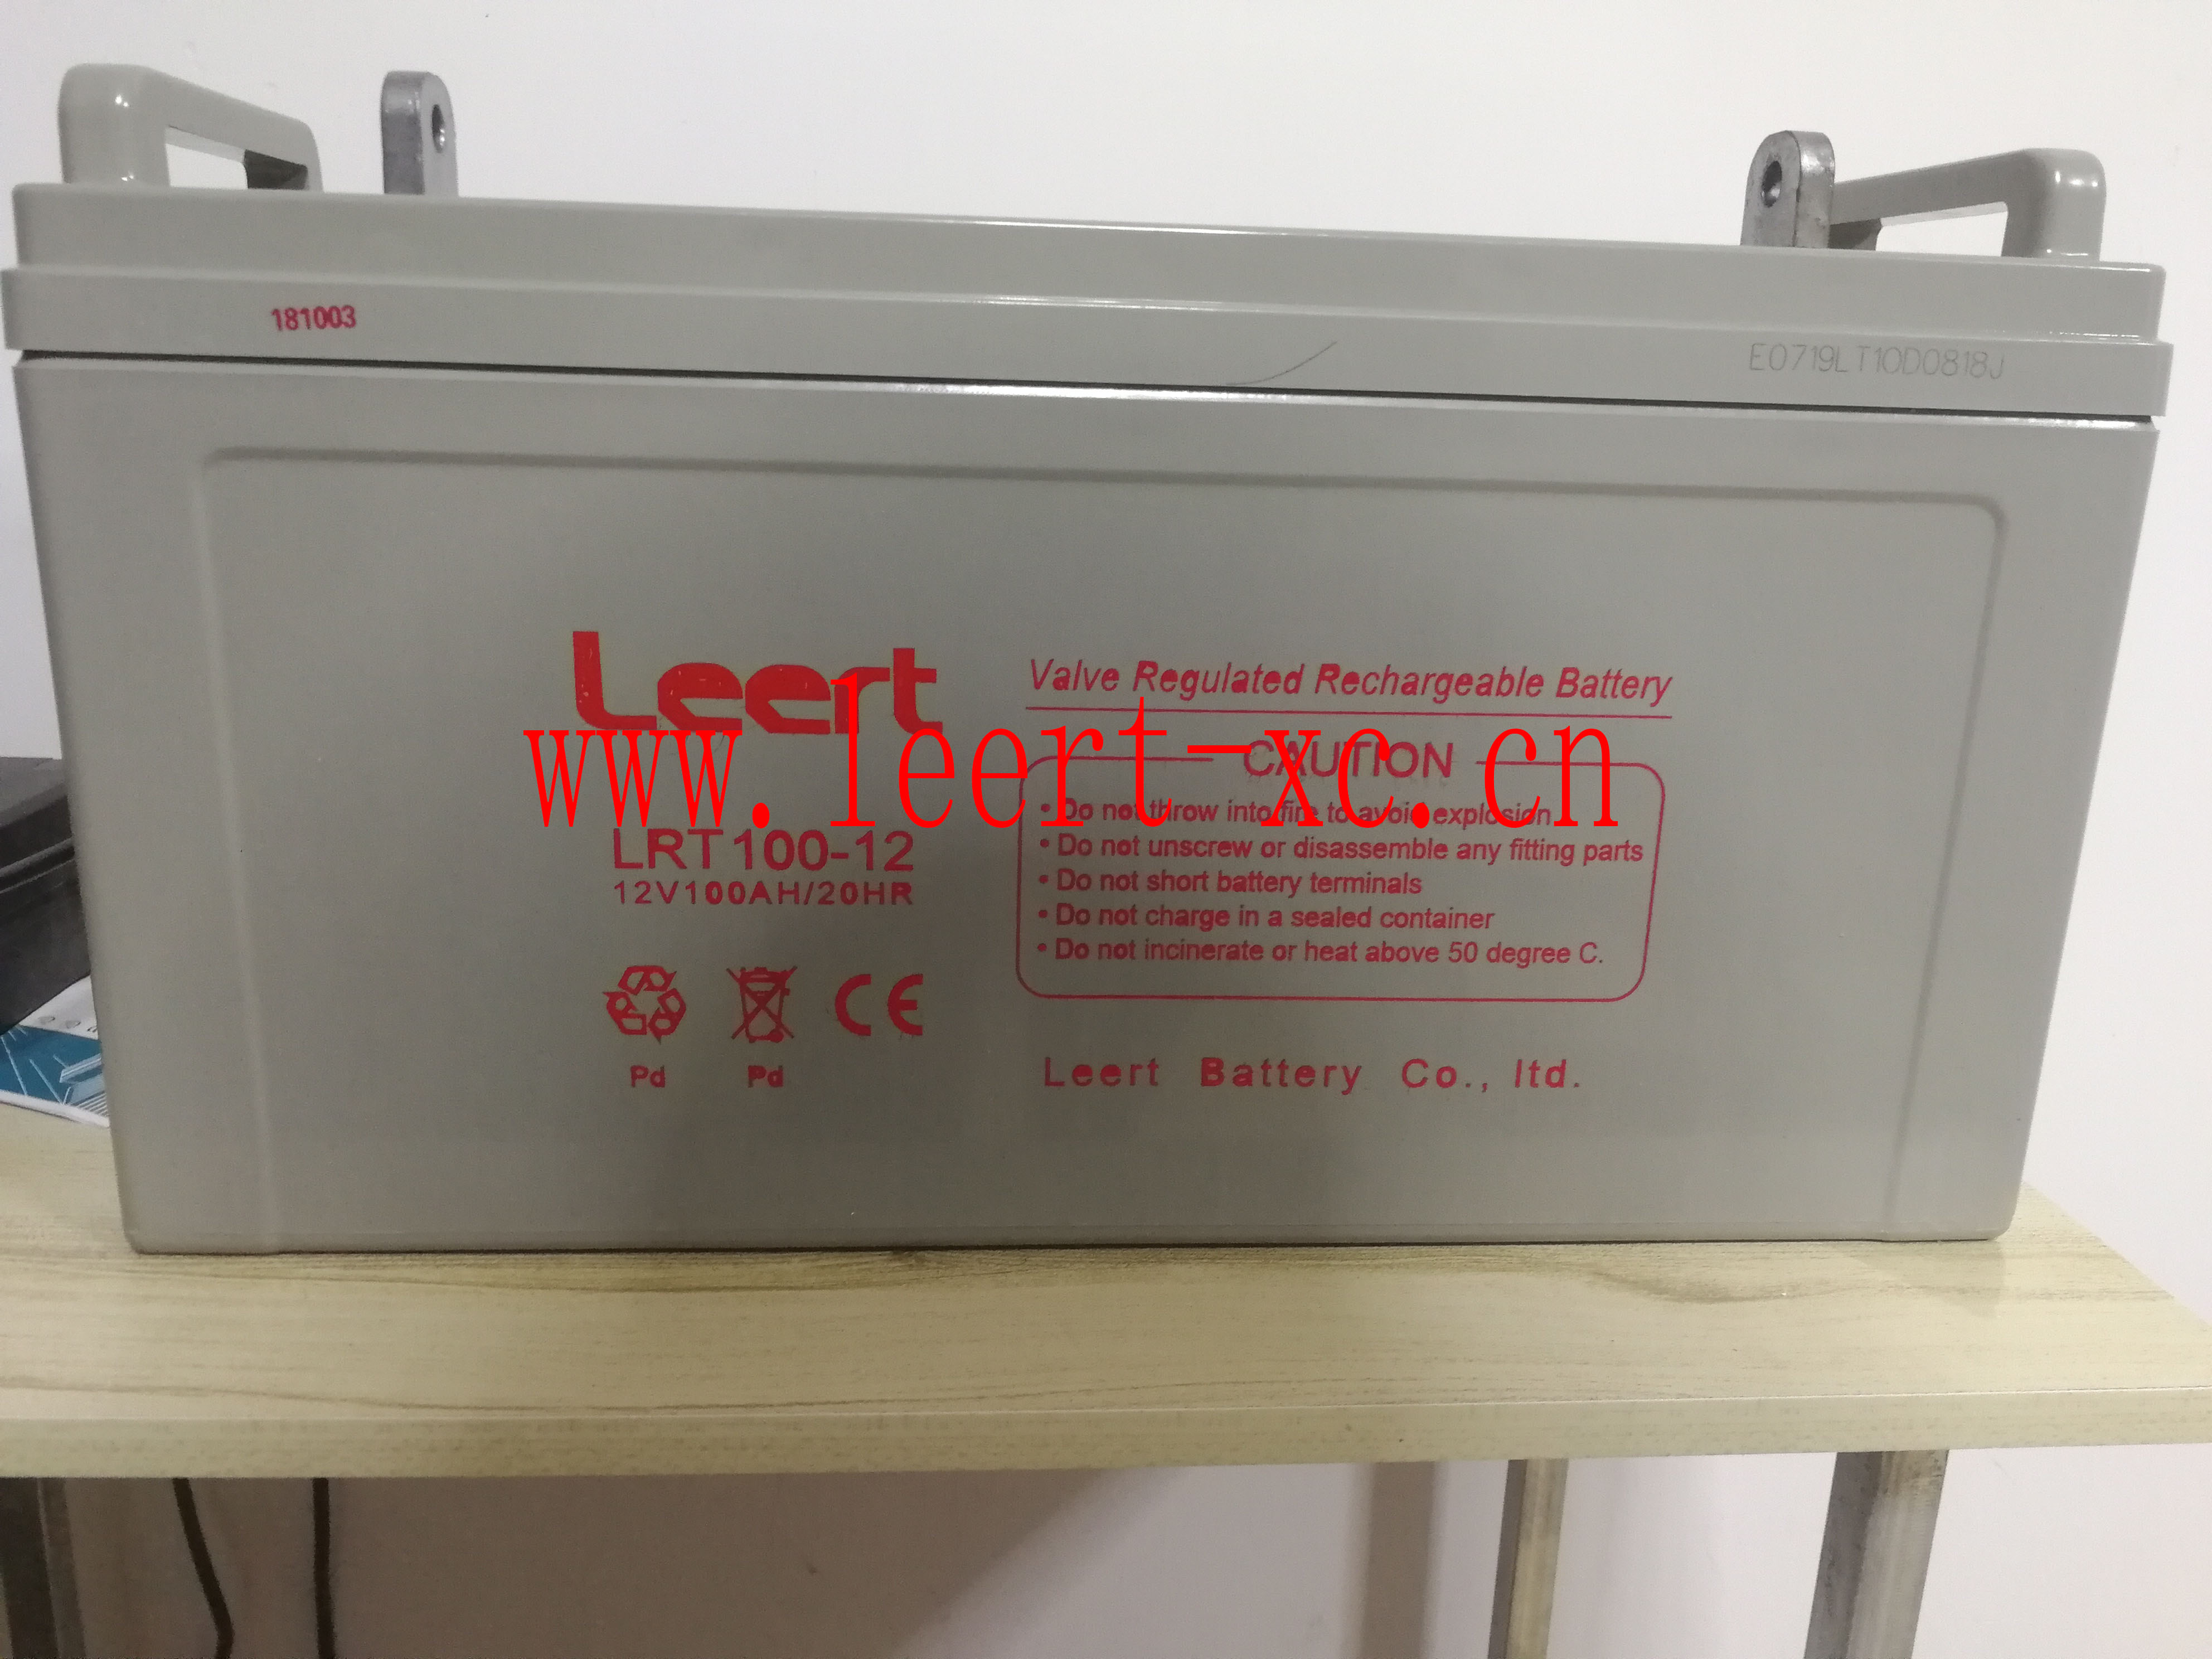 181003
E0719LT10D0818J
Leert
Valve Regulated Rechargeable Battery
www.leert-xc.cn
CAUTION
• Do not throw into fire to avoid explosion
• Do not unscrew or disassemble any fitting parts
• Do not short battery terminals
• Do not charge in a sealed container
• Do not incinerate or heat above 50 degree C.
LRT100-12
12V100AH/20HR
CE
Pd Pd
Leert Battery Co., ltd.